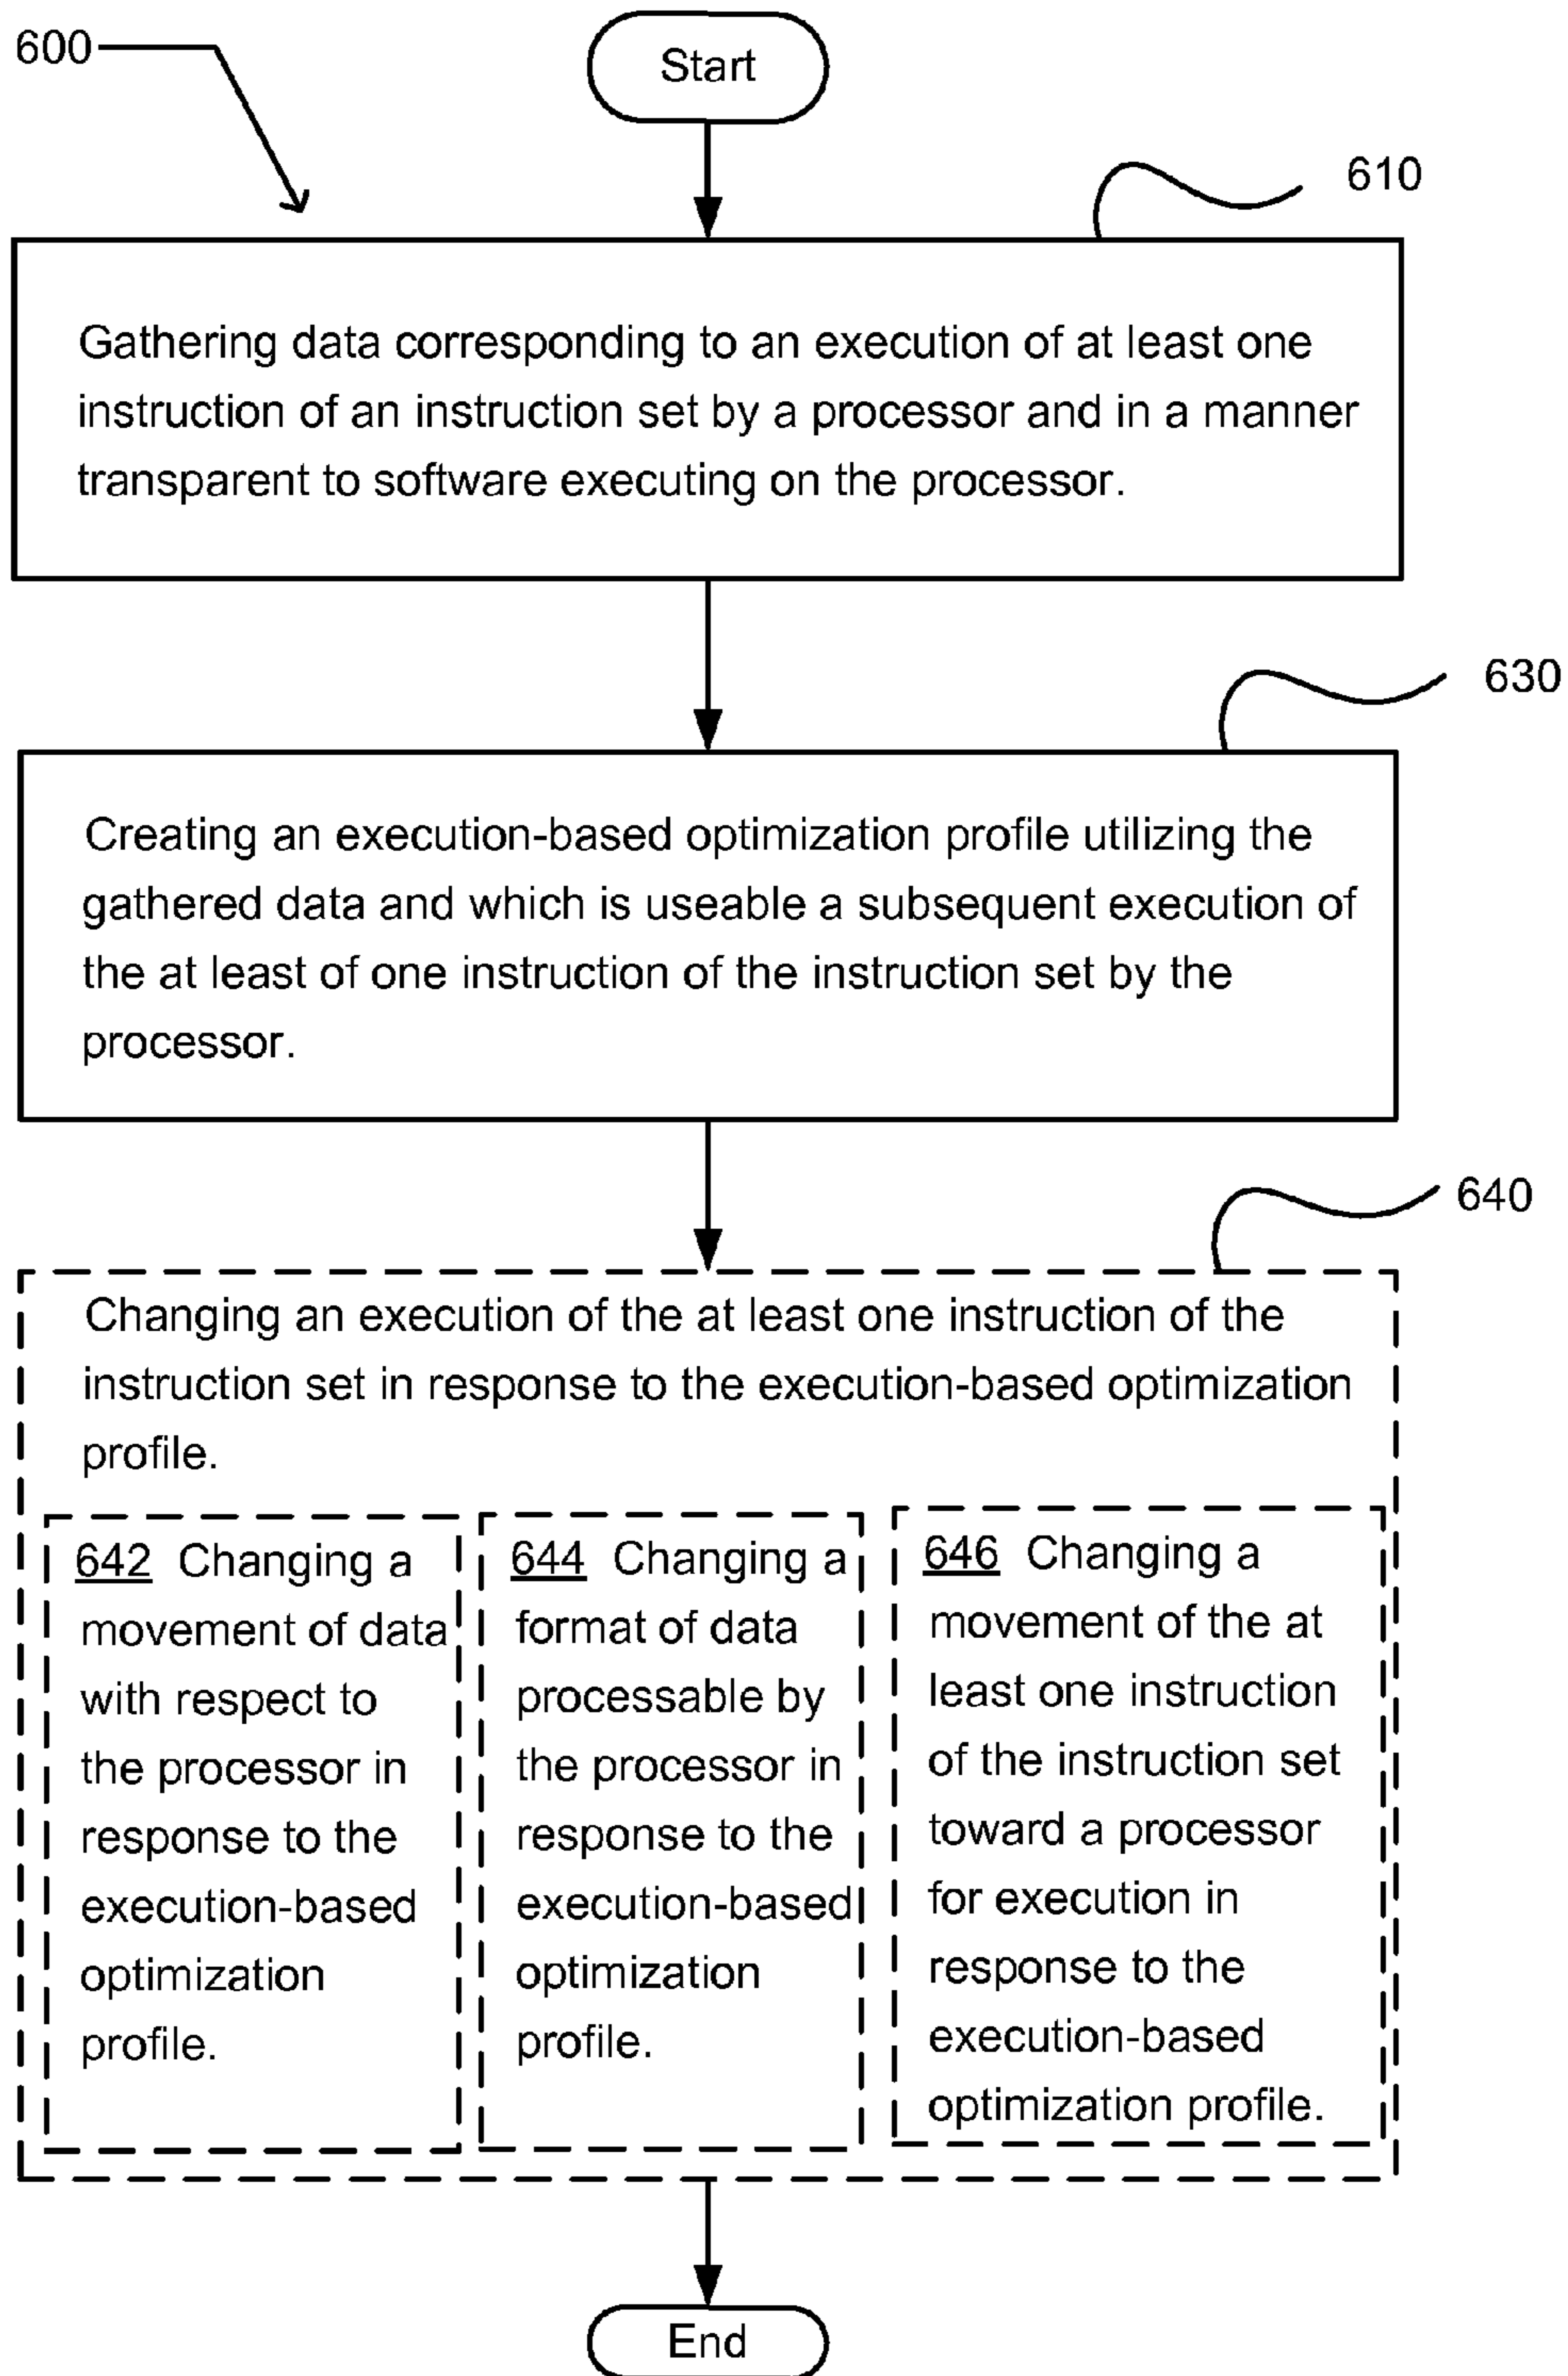 600
Start
610
Gathering data corresponding to an execution of at least one
instruction of an instruction set by a processor and in a manner
transparent to software executing on the processor.
630
Creating an execution-based optimization profile utilizing the
gathered data and which is useable a subsequent execution of
the at least of one instruction of the instruction set by the
processor.
640
Changing an execution of the at least one instruction of the
instruction set in response to the execution-based optimization
profile.
642 Changing a
movement of data
with respect to
the processor in
response to the
execution-based
optimization
profile.
644 Changing a
format of data
processable by
the processor in
response to the
execution-based
optimization
profile.
646 Changing a
movement of the at
least one instruction
of the instruction set
toward a processor
for execution in
response to the
execution-based
optimization profile.
End